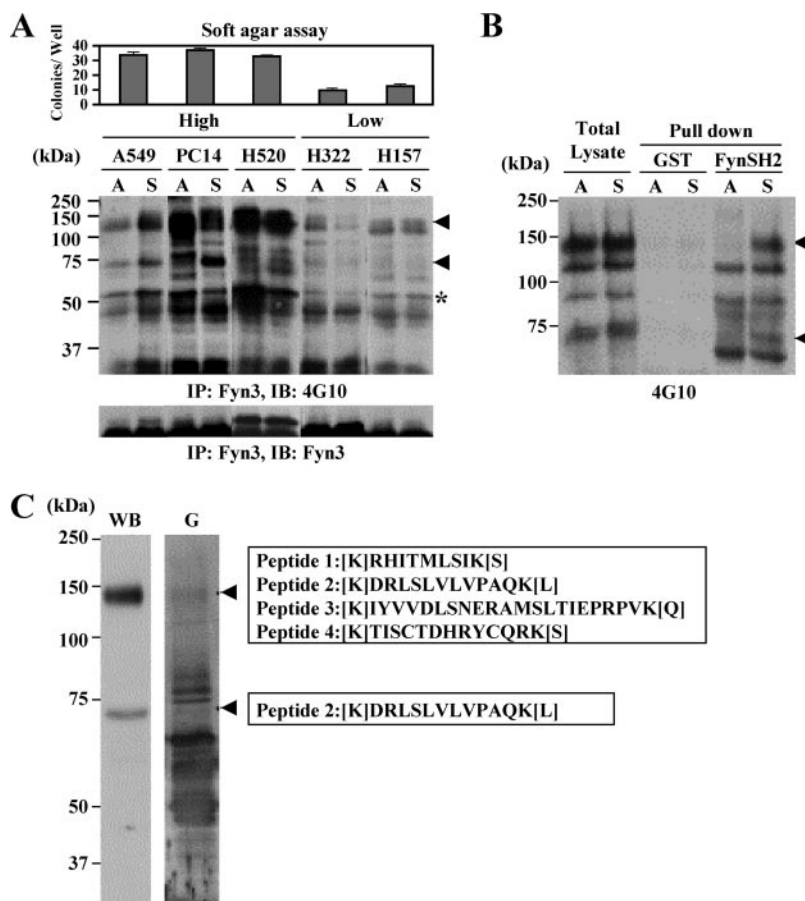 A
Soft agar assay
Colonies/ Well
40
30
20
10
0
High Low
(kDa) A549 PC14 H520 H322 H157
A S A S A S A S A S
250
150
100
75
50
*
37
IP: Fyn3, IB: 4G10
IP: Fyn3, IB: Fyn3
B
Total Lysate
Pull down
(kDa) GST FynSH2
A S A S A S
250
150
100
75
4G10
C
(kDa) WB G
250
150
100
75
50
37
Peptide 1:[K]RHITMLSIK[S]
Peptide 2:[K]DRLSLVLVPAQK[L]
Peptide 3:[K]IYVVDLSNERAMSLTIEPRPVK[Q]
Peptide 4:[K]TISCTDHRYCQRK[S]
Peptide 2:[K]DRLSLVLVPAQK[L]